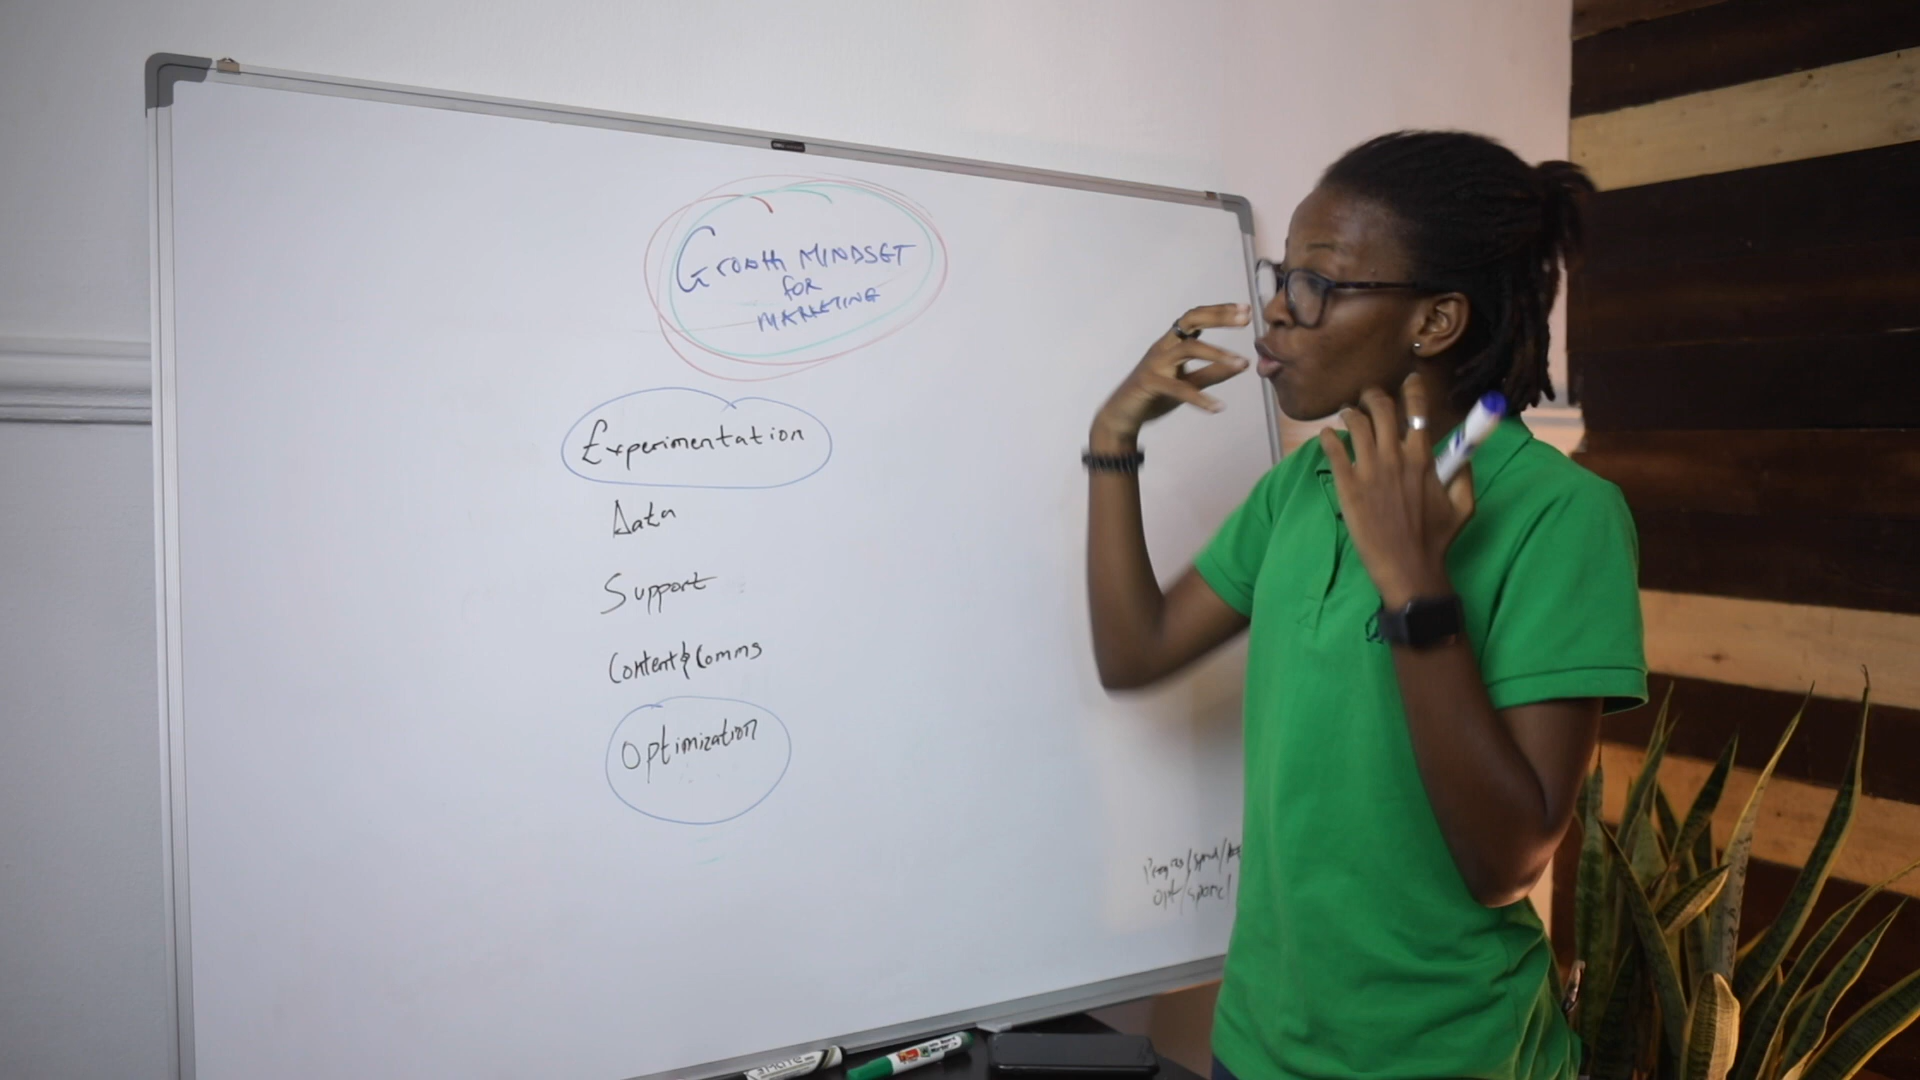 Growth MINDSET
FOR
MARKETING
Experimentation
Data
Support
Content & Comms
Optimization